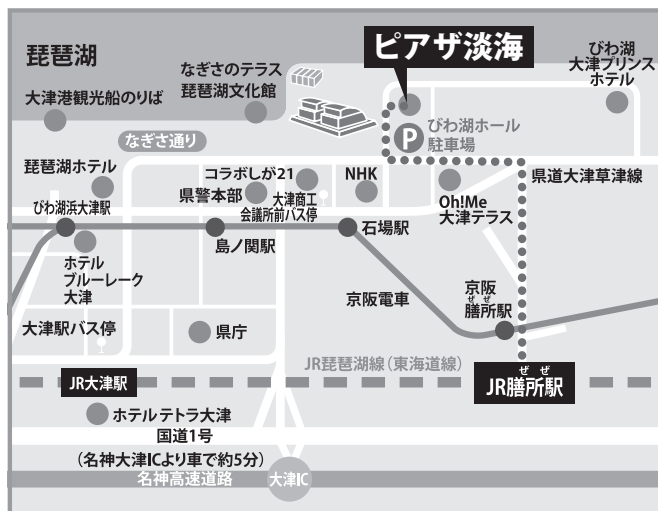 琵琶湖
ピアザ淡海
びわ湖
大津プリンス
ホテル
なぎさのテラス
琵琶湖文化館
大津港観光船のりば
P
びわ湖ホール
駐車場
なぎさ通り
琵琶湖ホテル
コラボしが21
県警本部
大津商工
会議所前バス停
NHK
Oh!Me
大津テラス
県道大津草津線
びわ湖浜大津駅
島ノ関駅
石場駅
ホテル
ブルーレーク
大津
京阪電車
京阪
ぜぜ
膳所駅
大津駅バス停
県庁
JR琵琶湖線(東海道線)
JR大津駅
ぜぜ
JR膳所駅
ホテルテトラ大津
国道1号
(名神大津ICより車で約5分)
名神高速道路
大津IC